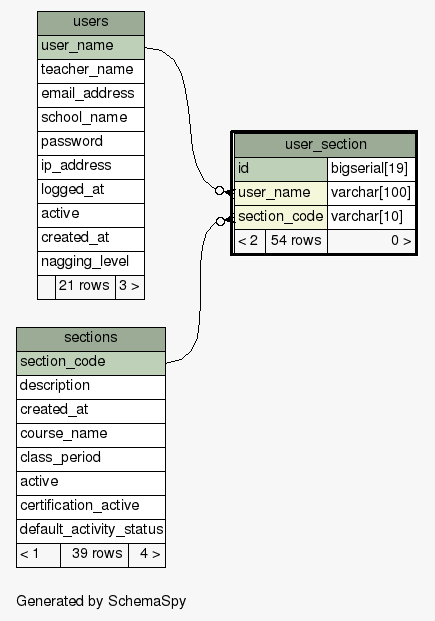 users
user_name
teacher_name
email_address
school_name
password
ip_address
logged_at
active
created_at
nagging_level
21 rows 3 >
user_section
id bigserial[19]
user_name varchar[100]
section_code varchar[10]
< 2 54 rows 0 >
sections
section_code
description
created_at
course_name
class_period
active
certification_active
default_activity_status
< 1 39 rows 4 >
Generated by SchemaSpy